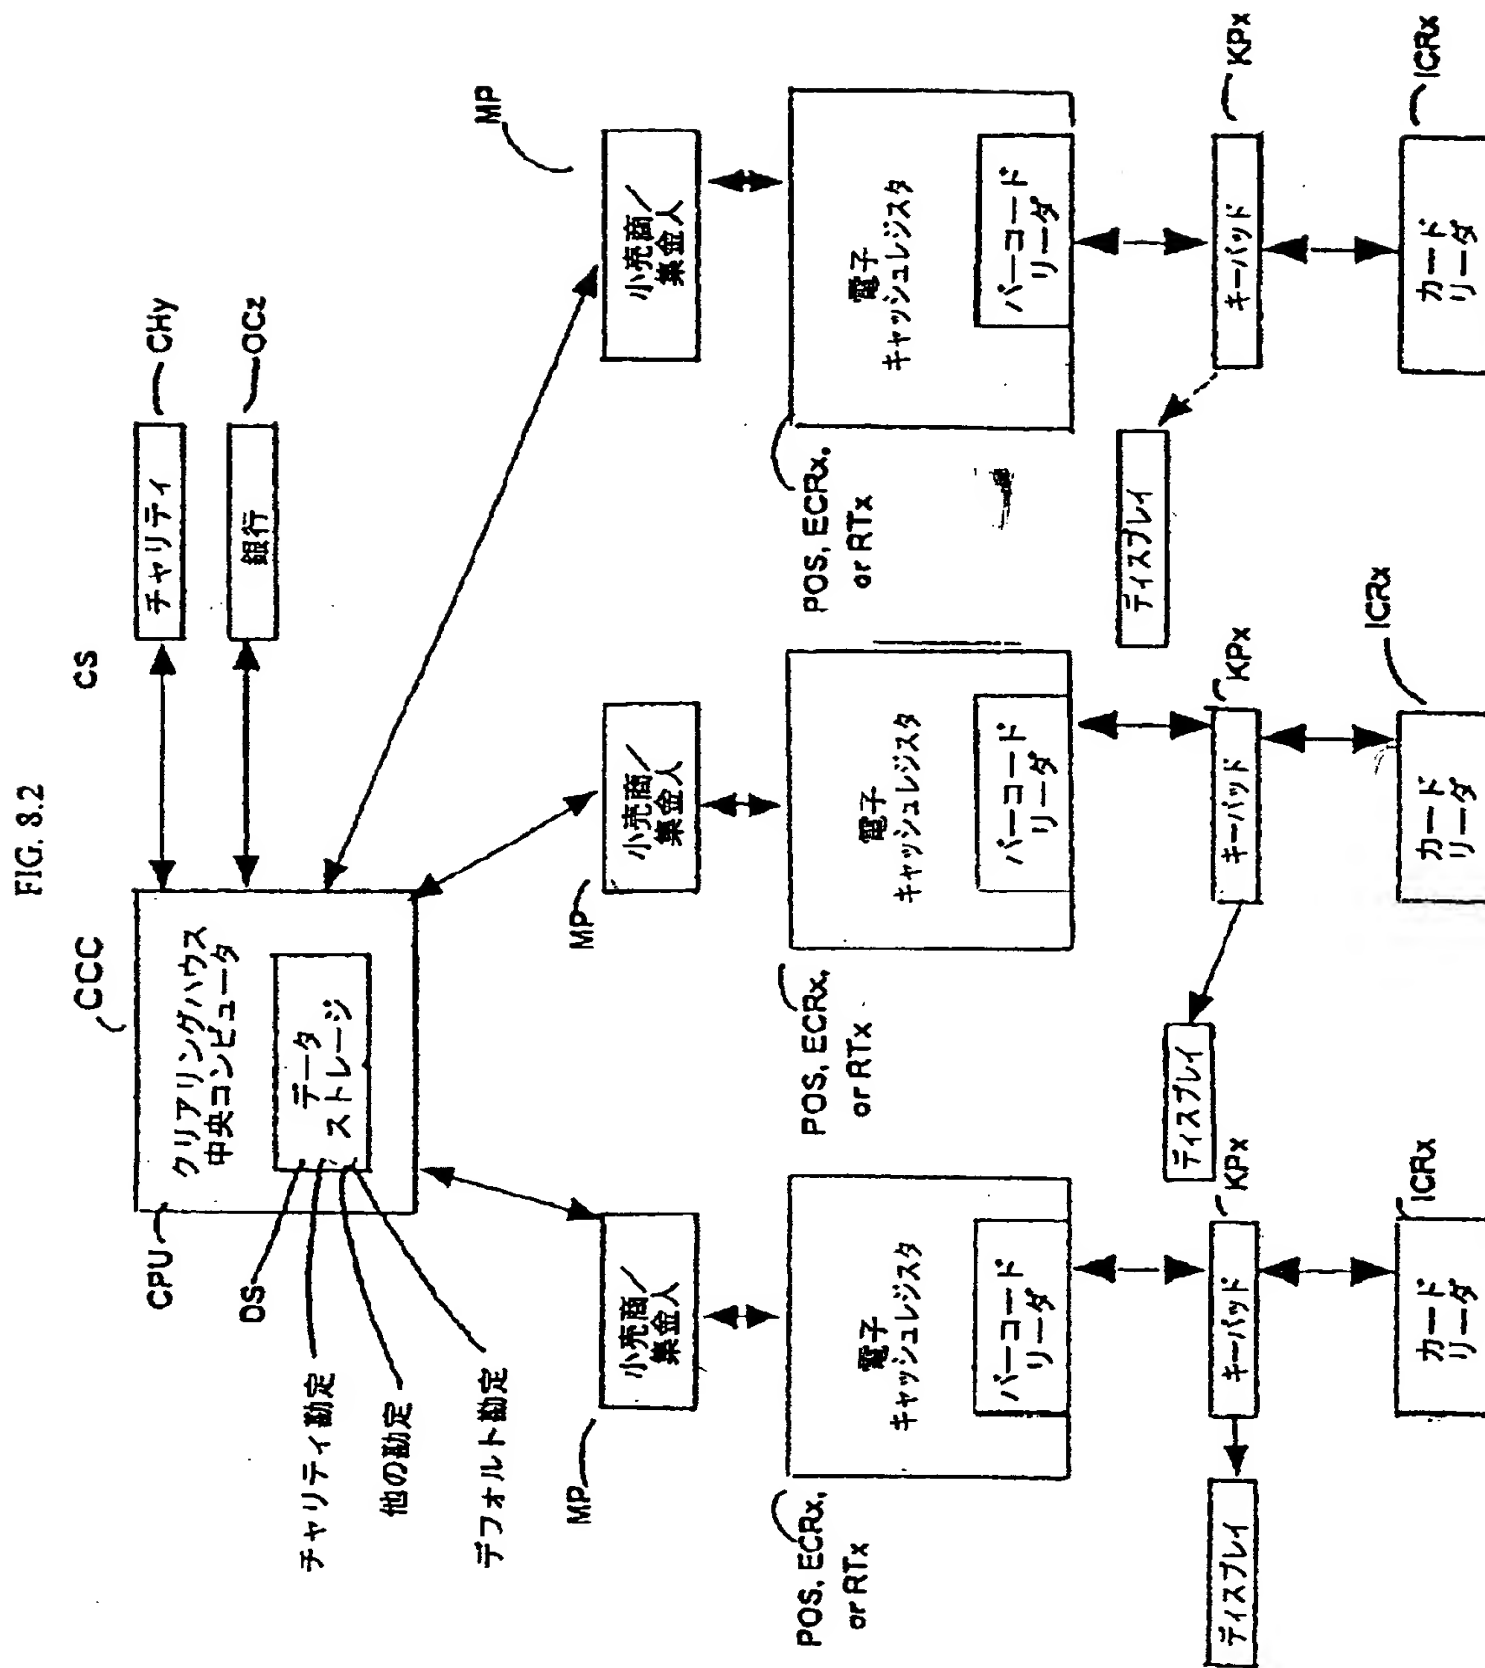 FIG. 8.2
CS
CCC
クリアリングハウス
中央コンピュータ
データ
ストレージ
CPU
DS
チャリティ勘定
他の勘定
デフォルト勘定
チャリティ
CHy
銀行
OCz
MP
小売商／
集金人
MP
小売商／
集金人
MP
小売商／
集金人
電子
キャッシュレジスタ
バーコード
リーダ
POS, ECRx,
or RTx
電子
キャッシュレジスタ
バーコード
リーダ
POS, ECRx,
or RTx
電子
キャッシュレジスタ
バーコード
リーダ
POS, ECRx,
or RTx
ディスプレイ
キーパッド
KPx
ディスプレイ
キーパッド
KPx
ディスプレイ
キーパッド
KPx
カード
リーダ
ICRx
カード
リーダ
ICRx
カード
リーダ
ICRx